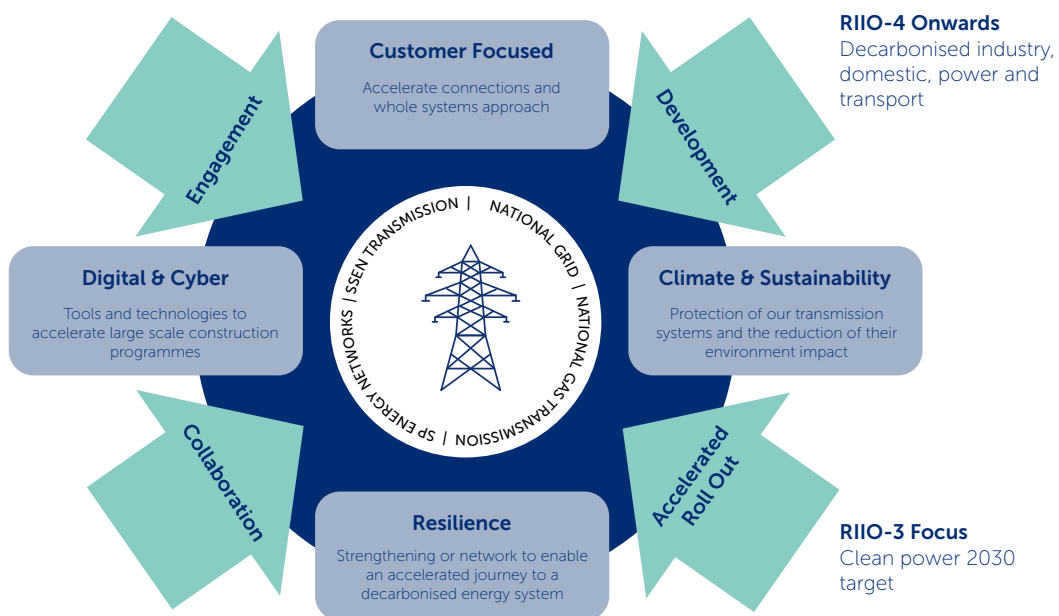 Customer Focused
Accelerate connections and
whole systems approach
RIIO-4 Onwards
Decarbonised industry,
domestic, power and
transport
Engagement
Development
Digital & Cyber
Tools and technologies to
accelerate large scale construction
programmes
SSEN TRANSMISSION | NATIONAL GRID | NATIONAL GAS TRANSMISSION | SP ENERGY NETWORKS |
Climate & Sustainability
Protection of our transmission
systems and the reduction of their
environment impact
Collaboration
Accelerated
Roll Out
Resilience
Strengthening or network to enable
an accelerated journey to a
decarbonised energy system
RIIO-3 Focus
Clean power 2030
target